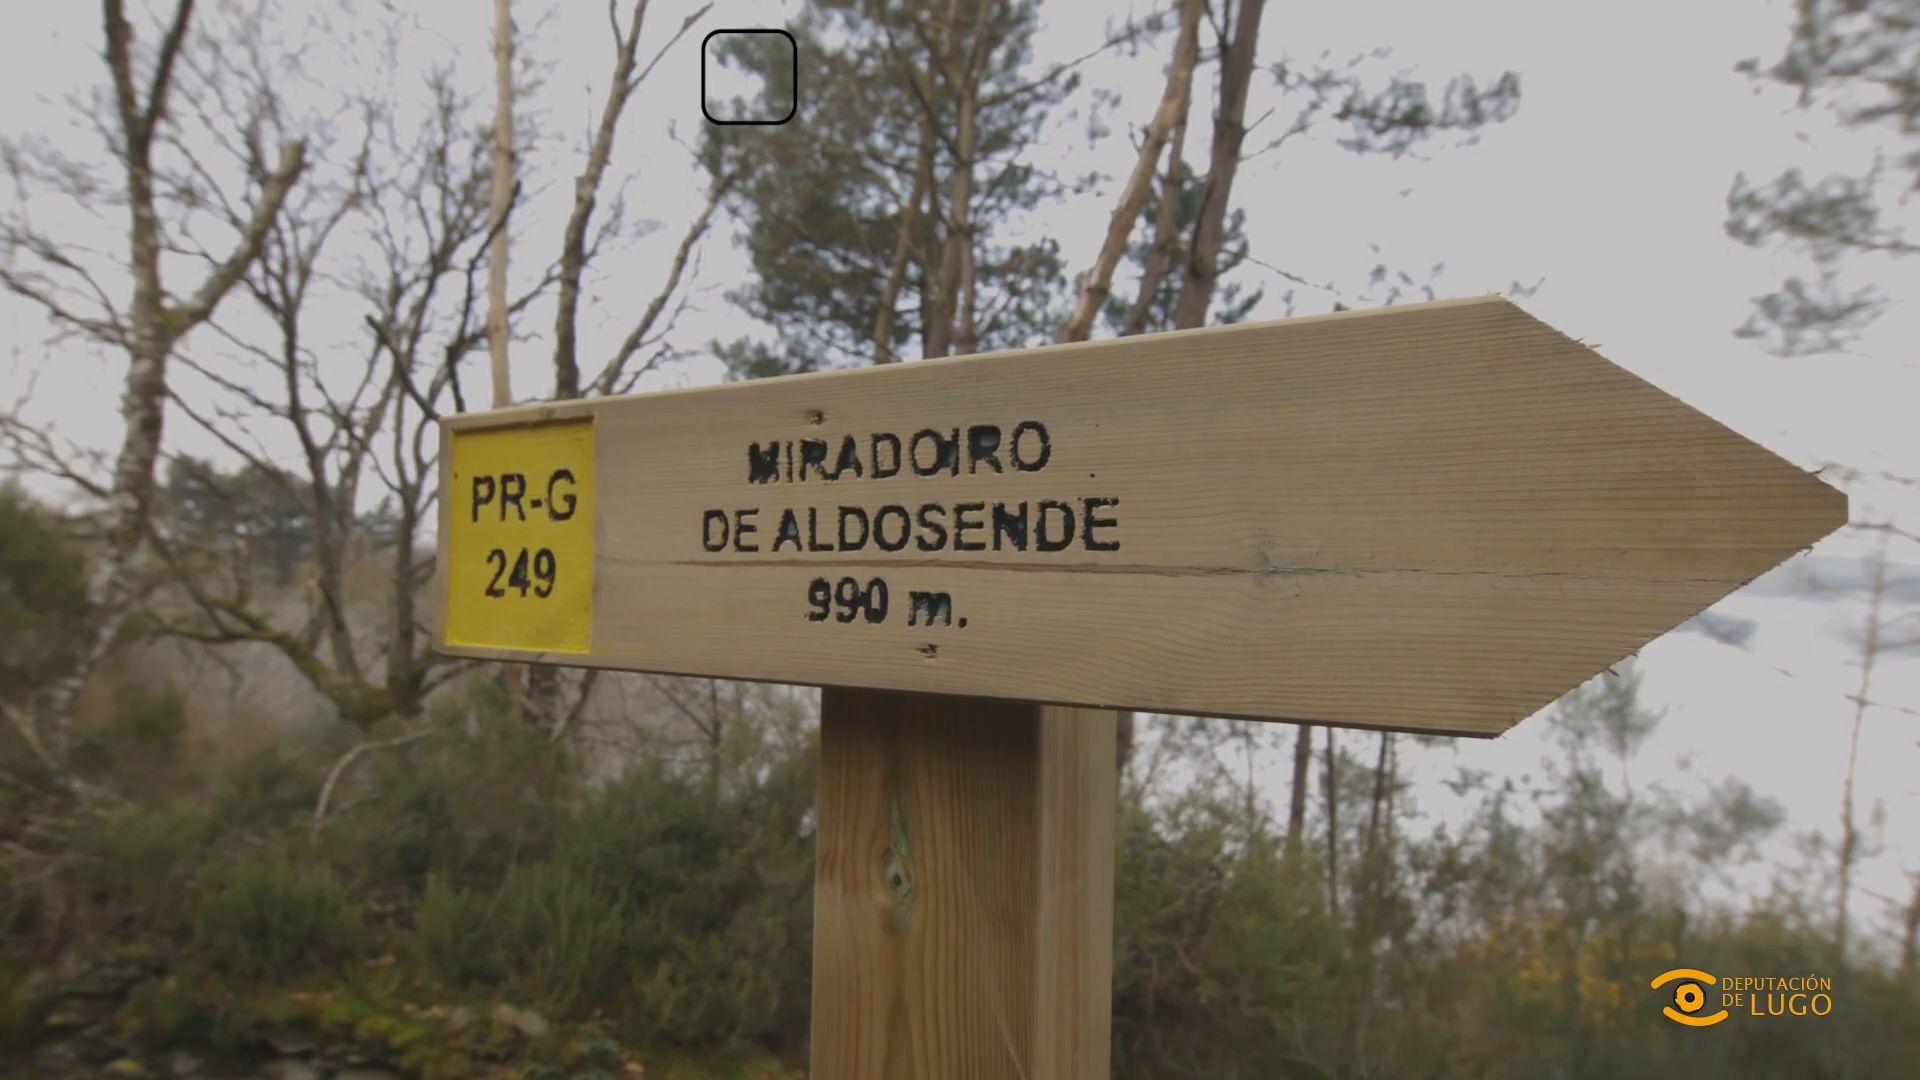 PR-G
249
MIRADOIRO
DE ALDOSENDE
990 m.
DEPUTACIÓN
DE LUGO